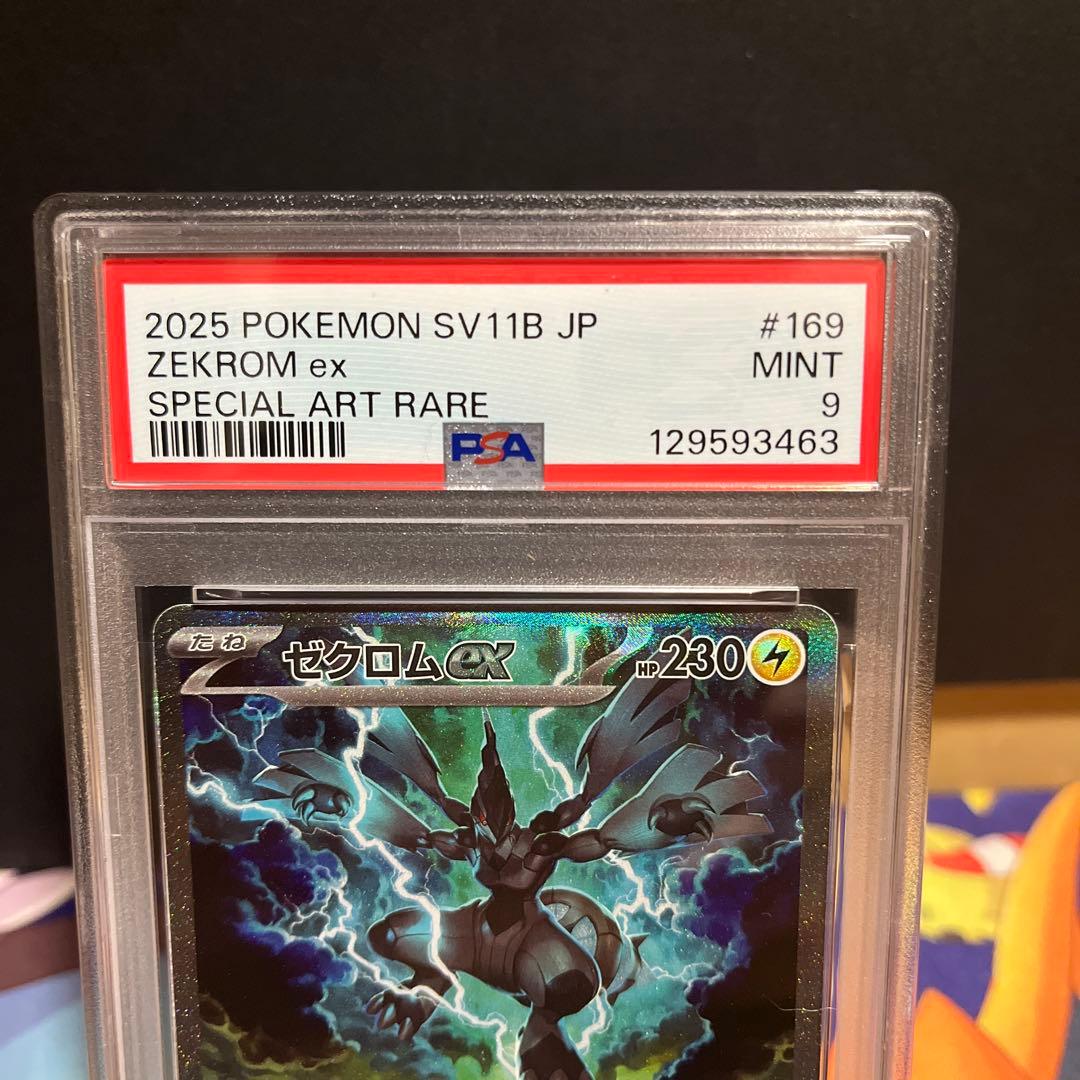 2025 POKEMON SV11B JP #169
ZEKROM ex MINT
SPECIAL ART RARE 9
PSA 129593463
たね ゼクロムex HP230